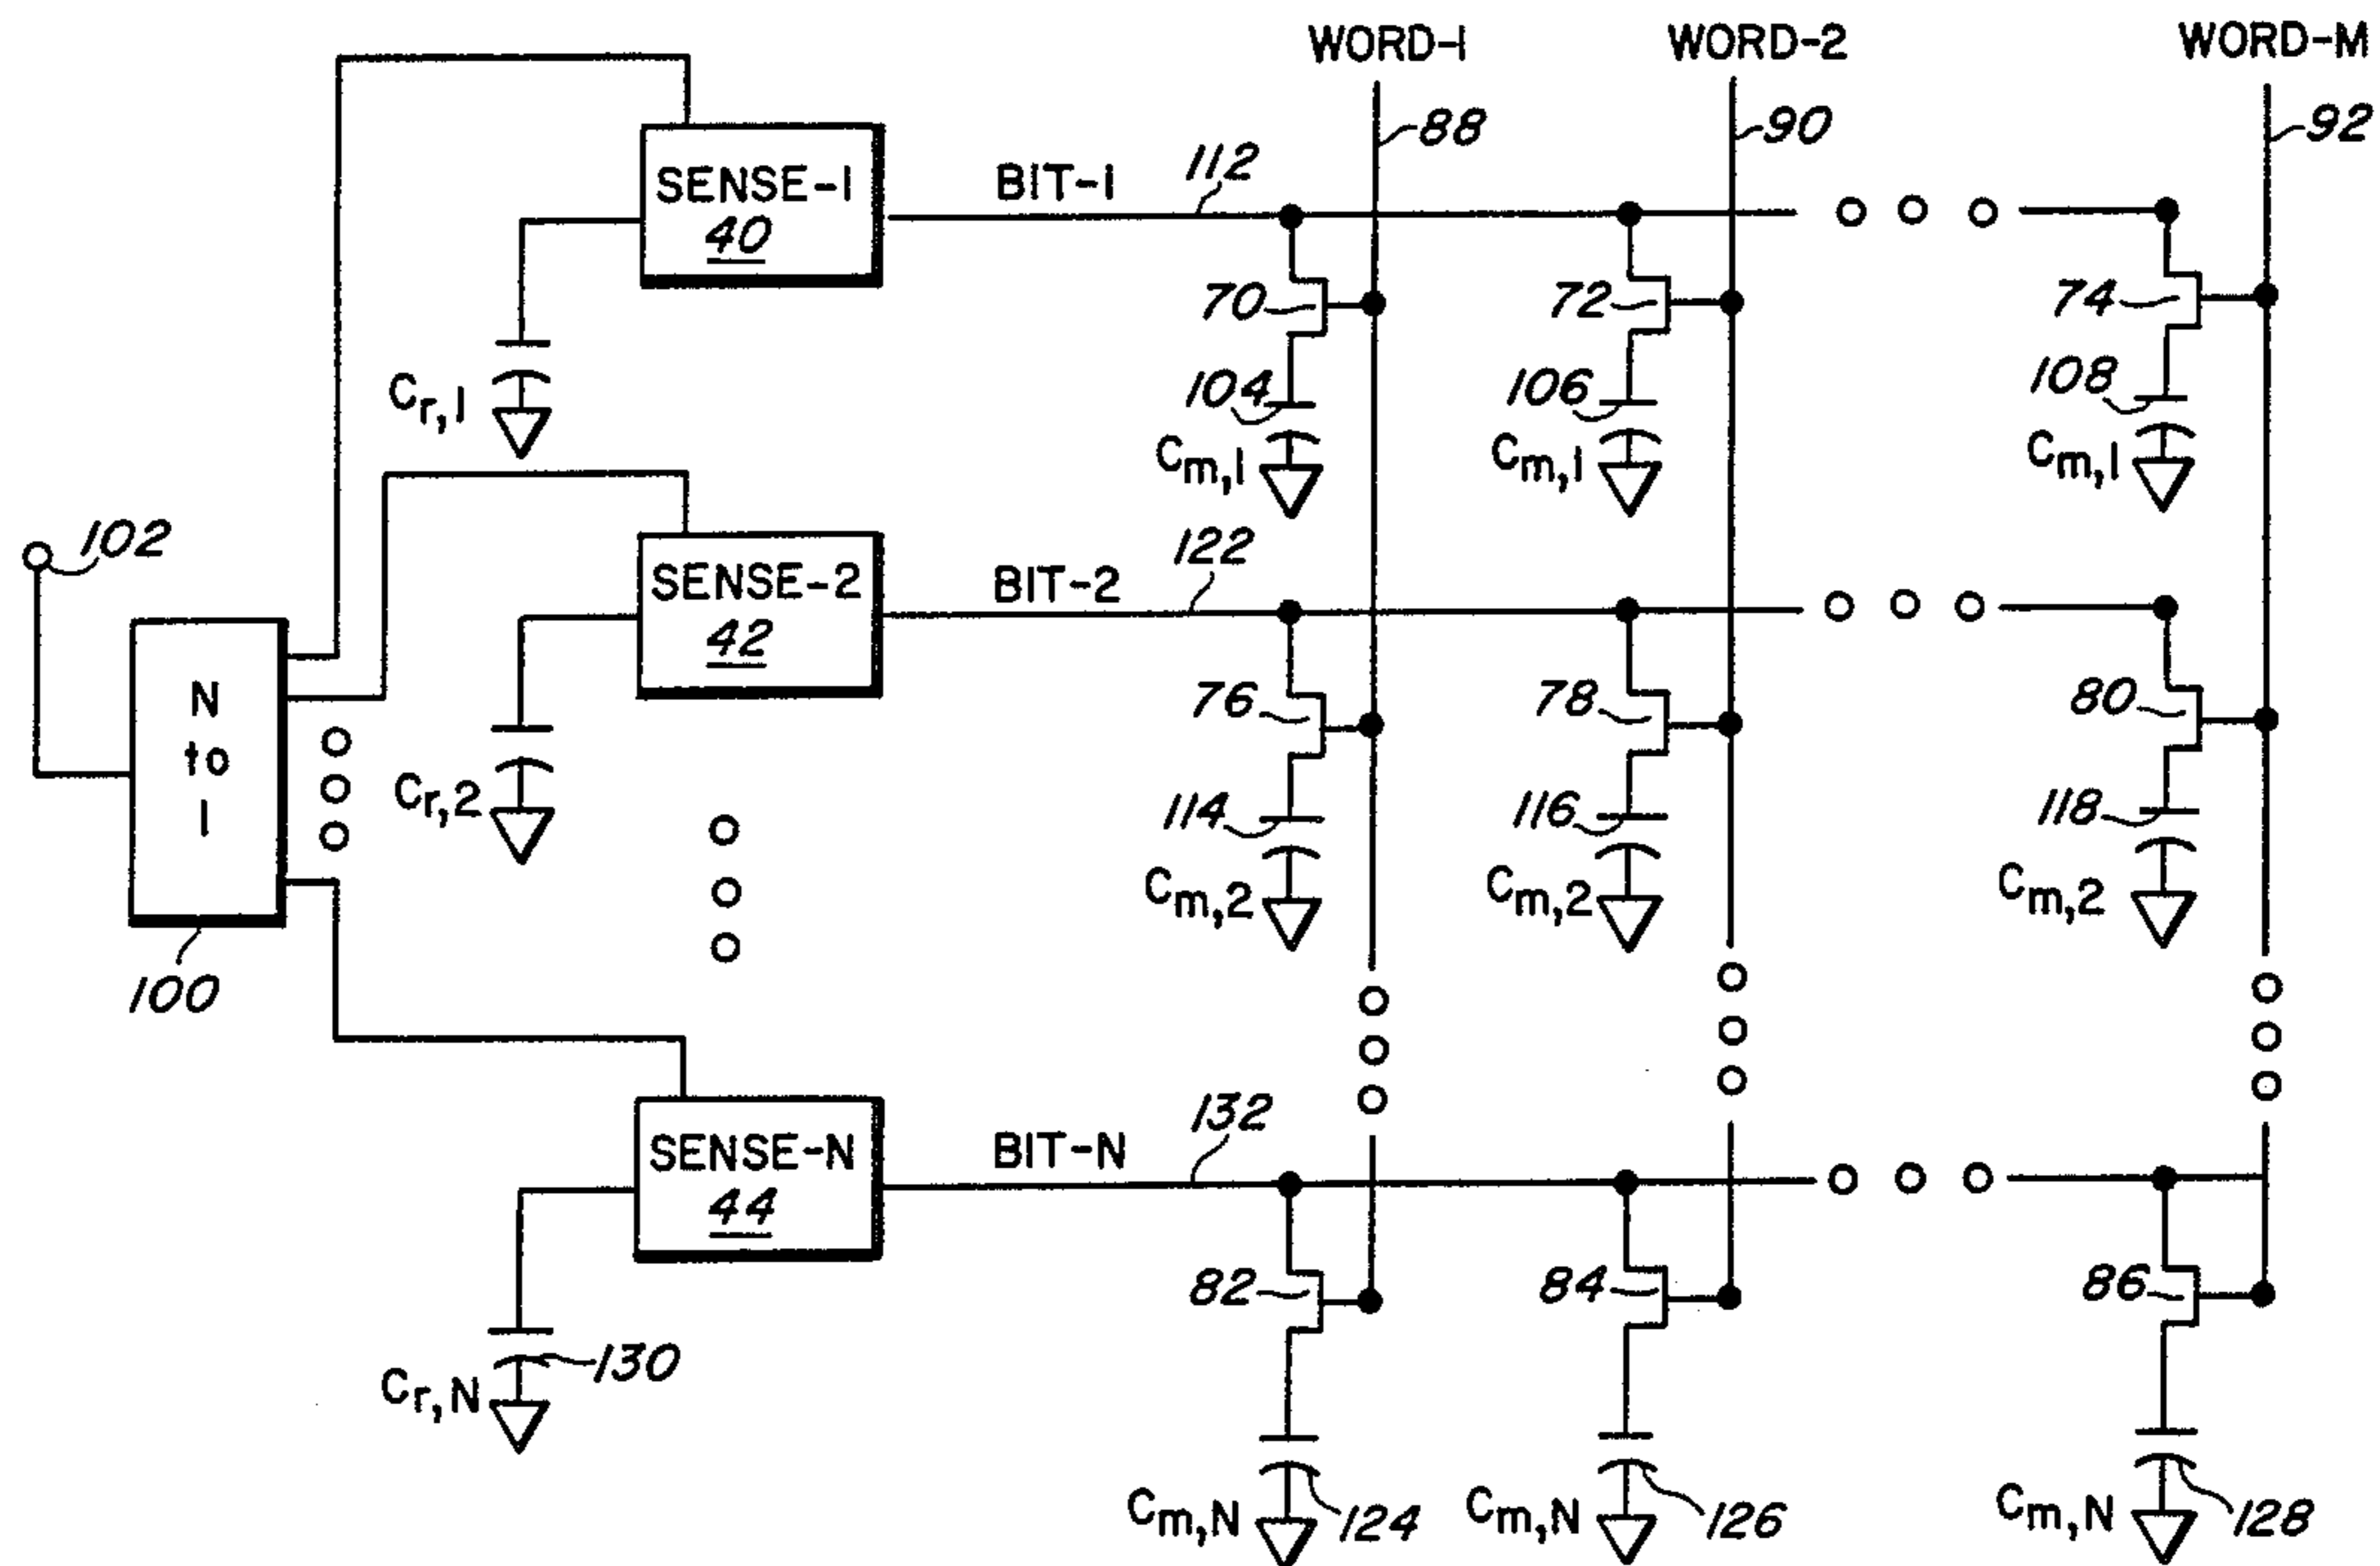 WORD-1 WORD-2 WORD-M
88 90 92
SENSE-1
40
BIT-1
112
70 72 74
104 106 108
Cr,1
Cm,1 Cm,1 Cm,1
102
SENSE-2
42
BIT-2
122
N
to
1
76 78 80
Cr,2
114 116 118
Cm,2 Cm,2 Cm,2
100
SENSE-N
44
BIT-N
132
82 84 86
130
Cr,N
Cm,N 124 Cm,N 126 Cm,N 128